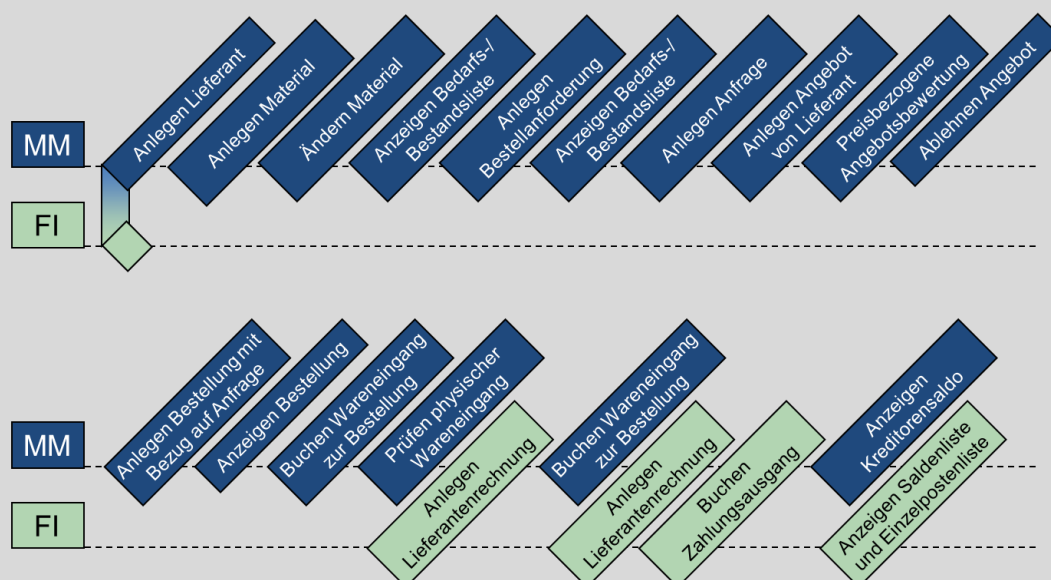 MM
Anlegen Lieferant
Anlegen Material
Ändern Material
Anzeigen Bedarfs-/
Bestandsliste
Anlegen
Bestellanforderung
Anzeigen Bedarfs-/
Bestandsliste
Anlegen Anfrage
Anlegen Angebot
von Lieferant
Preisbezogene
Angebotsbewertung
Ablehnen Angebot
FI
MM
Anlegen Bestellung mit
Bezug auf Anfrage
Anzeigen Bestellung
Buchen Wareneingang
zur Bestellung
Prüfen physischer
Wareneingang
Buchen Wareneingang
zur Bestellung
Anzeigen
Kreditorensaldo
FI
Anlegen
Lieferantenrechnung
Anlegen
Lieferantenrechnung
Buchen
Zahlungsausgang
Anzeigen Saldenliste
und Einzelpostenliste